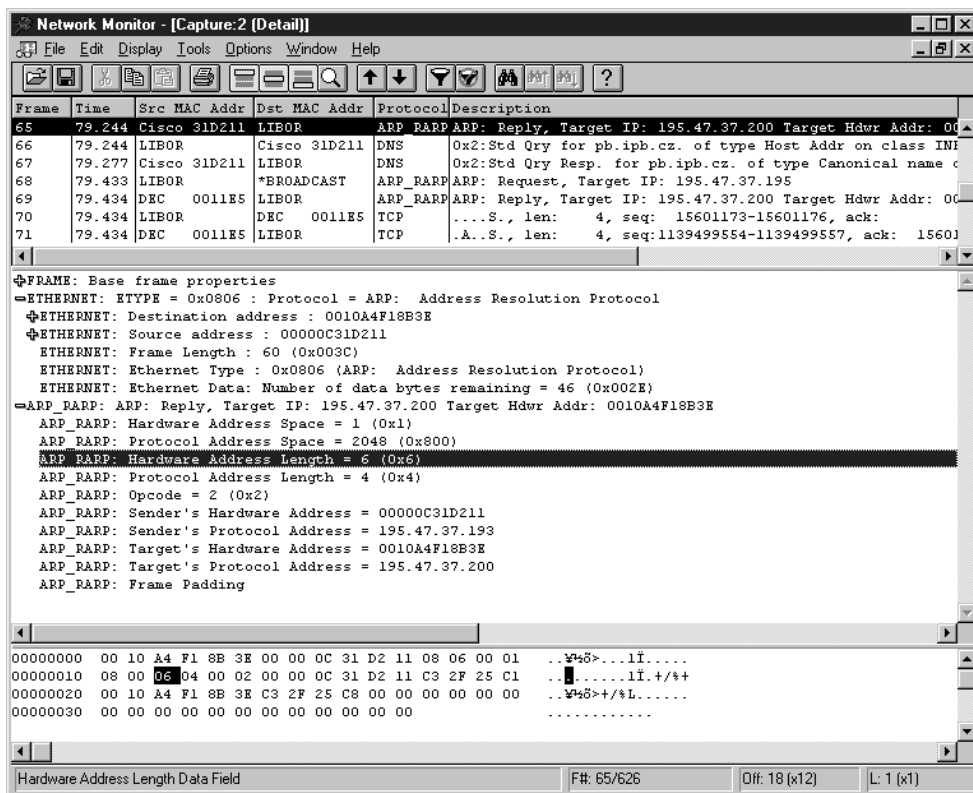 Network Monitor - [Capture:2 (Detail)]
File Edit Display Tools Options Window Help
Frame Time Src MAC Addr Dst MAC Addr Protocol Description
65 79.244 Cisco 31D211 LIBOR ARP_RARP ARP: Reply, Target IP: 195.47.37.200 Target Hdwr Addr: 00
66 79.244 LIBOR Cisco 31D211 DNS 0x2:Std Qry for pb.ipb.cz. of type Host Addr on class INE
67 79.277 Cisco 31D211 LIBOR DNS 0x2:Std Qry Resp. for pb.ipb.cz. of type Canonical name
68 79.433 LIBOR *BROADCAST ARP_RARP ARP: Request, Target IP: 195.47.37.195
69 79.434 DEC 0011E5 LIBOR ARP_RARP ARP: Reply, Target IP: 195.47.37.200 Target Hdwr Addr: 00
70 79.434 LIBOR DEC 0011E5 TCP ....S., len: 4, seq: 15601173-15601176, ack:
71 79.434 DEC 0011E5 LIBOR TCP .A..S., len: 4, seq:1139499554-1139499557, ack: 15601
FRAME: Base frame properties
ETHERNET: ETYPE = 0x0806 : Protocol = ARP: Address Resolution Protocol
ETHERNET: Destination address : 0010A4F18B3E
ETHERNET: Source address : 00000C31D211
ETHERNET: Frame Length : 60 (0x003C)
ETHERNET: Ethernet Type : 0x0806 (ARP: Address Resolution Protocol)
ETHERNET: Ethernet Data: Number of data bytes remaining = 46 (0x002E)
ARP_RARP: ARP: Reply, Target IP: 195.47.37.200 Target Hdwr Addr: 0010A4F18B3E
ARP_RARP: Hardware Address Space = 1 (0x1)
ARP_RARP: Protocol Address Space = 2048 (0x800)
ARP_RARP: Hardware Address Length = 6 (0x6)
ARP_RARP: Protocol Address Length = 4 (0x4)
ARP_RARP: Opcode = 2 (0x2)
ARP_RARP: Sender's Hardware Address = 00000C31D211
ARP_RARP: Sender's Protocol Address = 195.47.37.193
ARP_RARP: Target's Hardware Address = 0010A4F18B3E
ARP_RARP: Target's Protocol Address = 195.47.37.200
ARP_RARP: Frame Padding
00000000 00 10 A4 F1 8B 3E 00 00 0C 31 D2 11 08 06 00 01 ..¥½õ>...1Ï.....
00000010 08 00 06 04 00 02 00 00 0C 31 D2 11 C3 2F 25 C1 .........1Ï.+/%+
00000020 00 10 A4 F1 8B 3E C3 2F 25 C8 00 00 00 00 00 00 ..¥½õ>+/%L......
00000030 00 00 00 00 00 00 00 00 00 00 00 00 ............
Hardware Address Length Data Field F#: 65/626 Off: 18 (x12) L: 1 (x1)